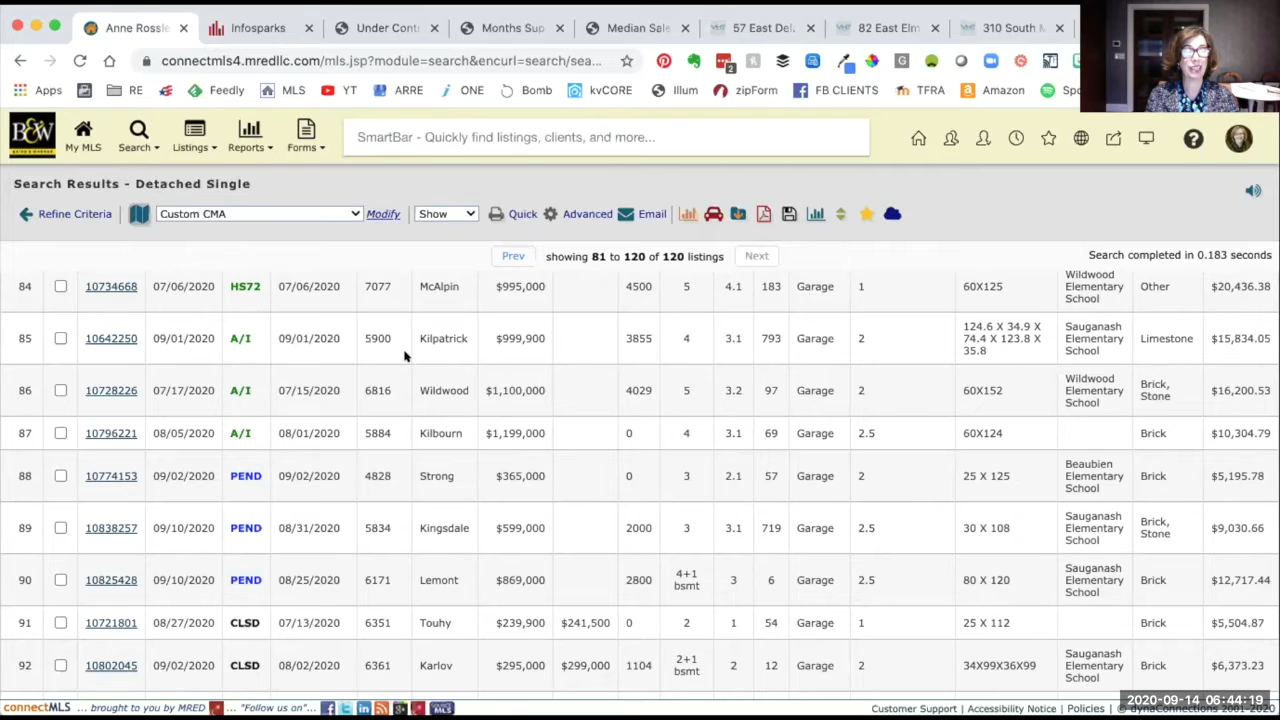 Anne Rossle
Infosparks
Under Cont
Months Sup
Median Sale
57 East Del
82 East Elm
310 South M
connectmls4.mredllc.com/mls.jsp?module=search&encurl=search/sea...
2
Apps
RE
Feedly
MLS
YT
ARRE
ONE
Bomb
kvCORE
Illum
zipForm
FB CLIENTS
TFRA
Amazon
Spo
B&W
My MLS
Search
Listings
Reports
Forms
SmartBar - Quickly find listings, clients, and more...
Search Results - Detached Single
Refine Criteria
Custom CMA
Modify
Show
Quick
Advanced
Email
Prev
showing 81 to 120 of 120 listings
Next
Search completed in 0.183 seconds
84 10734668 07/06/2020 HS72 07/06/2020 7077 McAlpin $995,000 4500 5 4.1 183 Garage 1 60X125 Wildwood Elementary School Other $20,436.38
85 10642250 09/01/2020 A/I 09/01/2020 5900 Kilpatrick $999,900 3855 4 3.1 793 Garage 2 124.6 X 34.9 X 74.4 X 123.8 X 35.8 Sauganash Elementary School Limestone $15,834.05
86 10728226 07/17/2020 A/I 07/15/2020 6816 Wildwood $1,100,000 4029 5 3.2 97 Garage 2 60X152 Wildwood Elementary School Brick, Stone $16,200.53
87 10796221 08/05/2020 A/I 08/01/2020 5884 Kilbourn $1,199,000 0 4 3.1 69 Garage 2.5 60X124 Brick $10,304.79
88 10774153 09/02/2020 PEND 09/02/2020 4828 Strong $365,000 0 3 2.1 57 Garage 2 25 X 125 Beaubien Elementary School Brick $5,195.78
89 10838257 09/10/2020 PEND 08/31/2020 5834 Kingsdale $599,000 2000 3 3.1 719 Garage 2.5 30 X 108 Sauganash Elementary School Brick, Stone $9,030.66
90 10825428 09/10/2020 PEND 08/25/2020 6171 Lemont $869,000 2800 4+1 bsmt 3 6 Garage 2.5 80 X 120 Sauganash Elementary School Brick $12,717.44
91 10721801 08/27/2020 CLSD 07/13/2020 6351 Touhy $239,900 $241,500 0 2 1 54 Garage 1 25 X 112 Brick $5,504.87
92 10802045 09/02/2020 CLSD 08/02/2020 6361 Karlov $295,000 $299,000 1104 2+1 bsmt 2 12 Garage 2 34X99X36X99 Sauganash Elementary School Brick $6,373.23
connectMLS ... brought to you by MRED ... "Follow us on"...
2020-09-14 06:44:19
Customer Support | Accessibility Notice | Policies | © dynaConnections 2001-2020